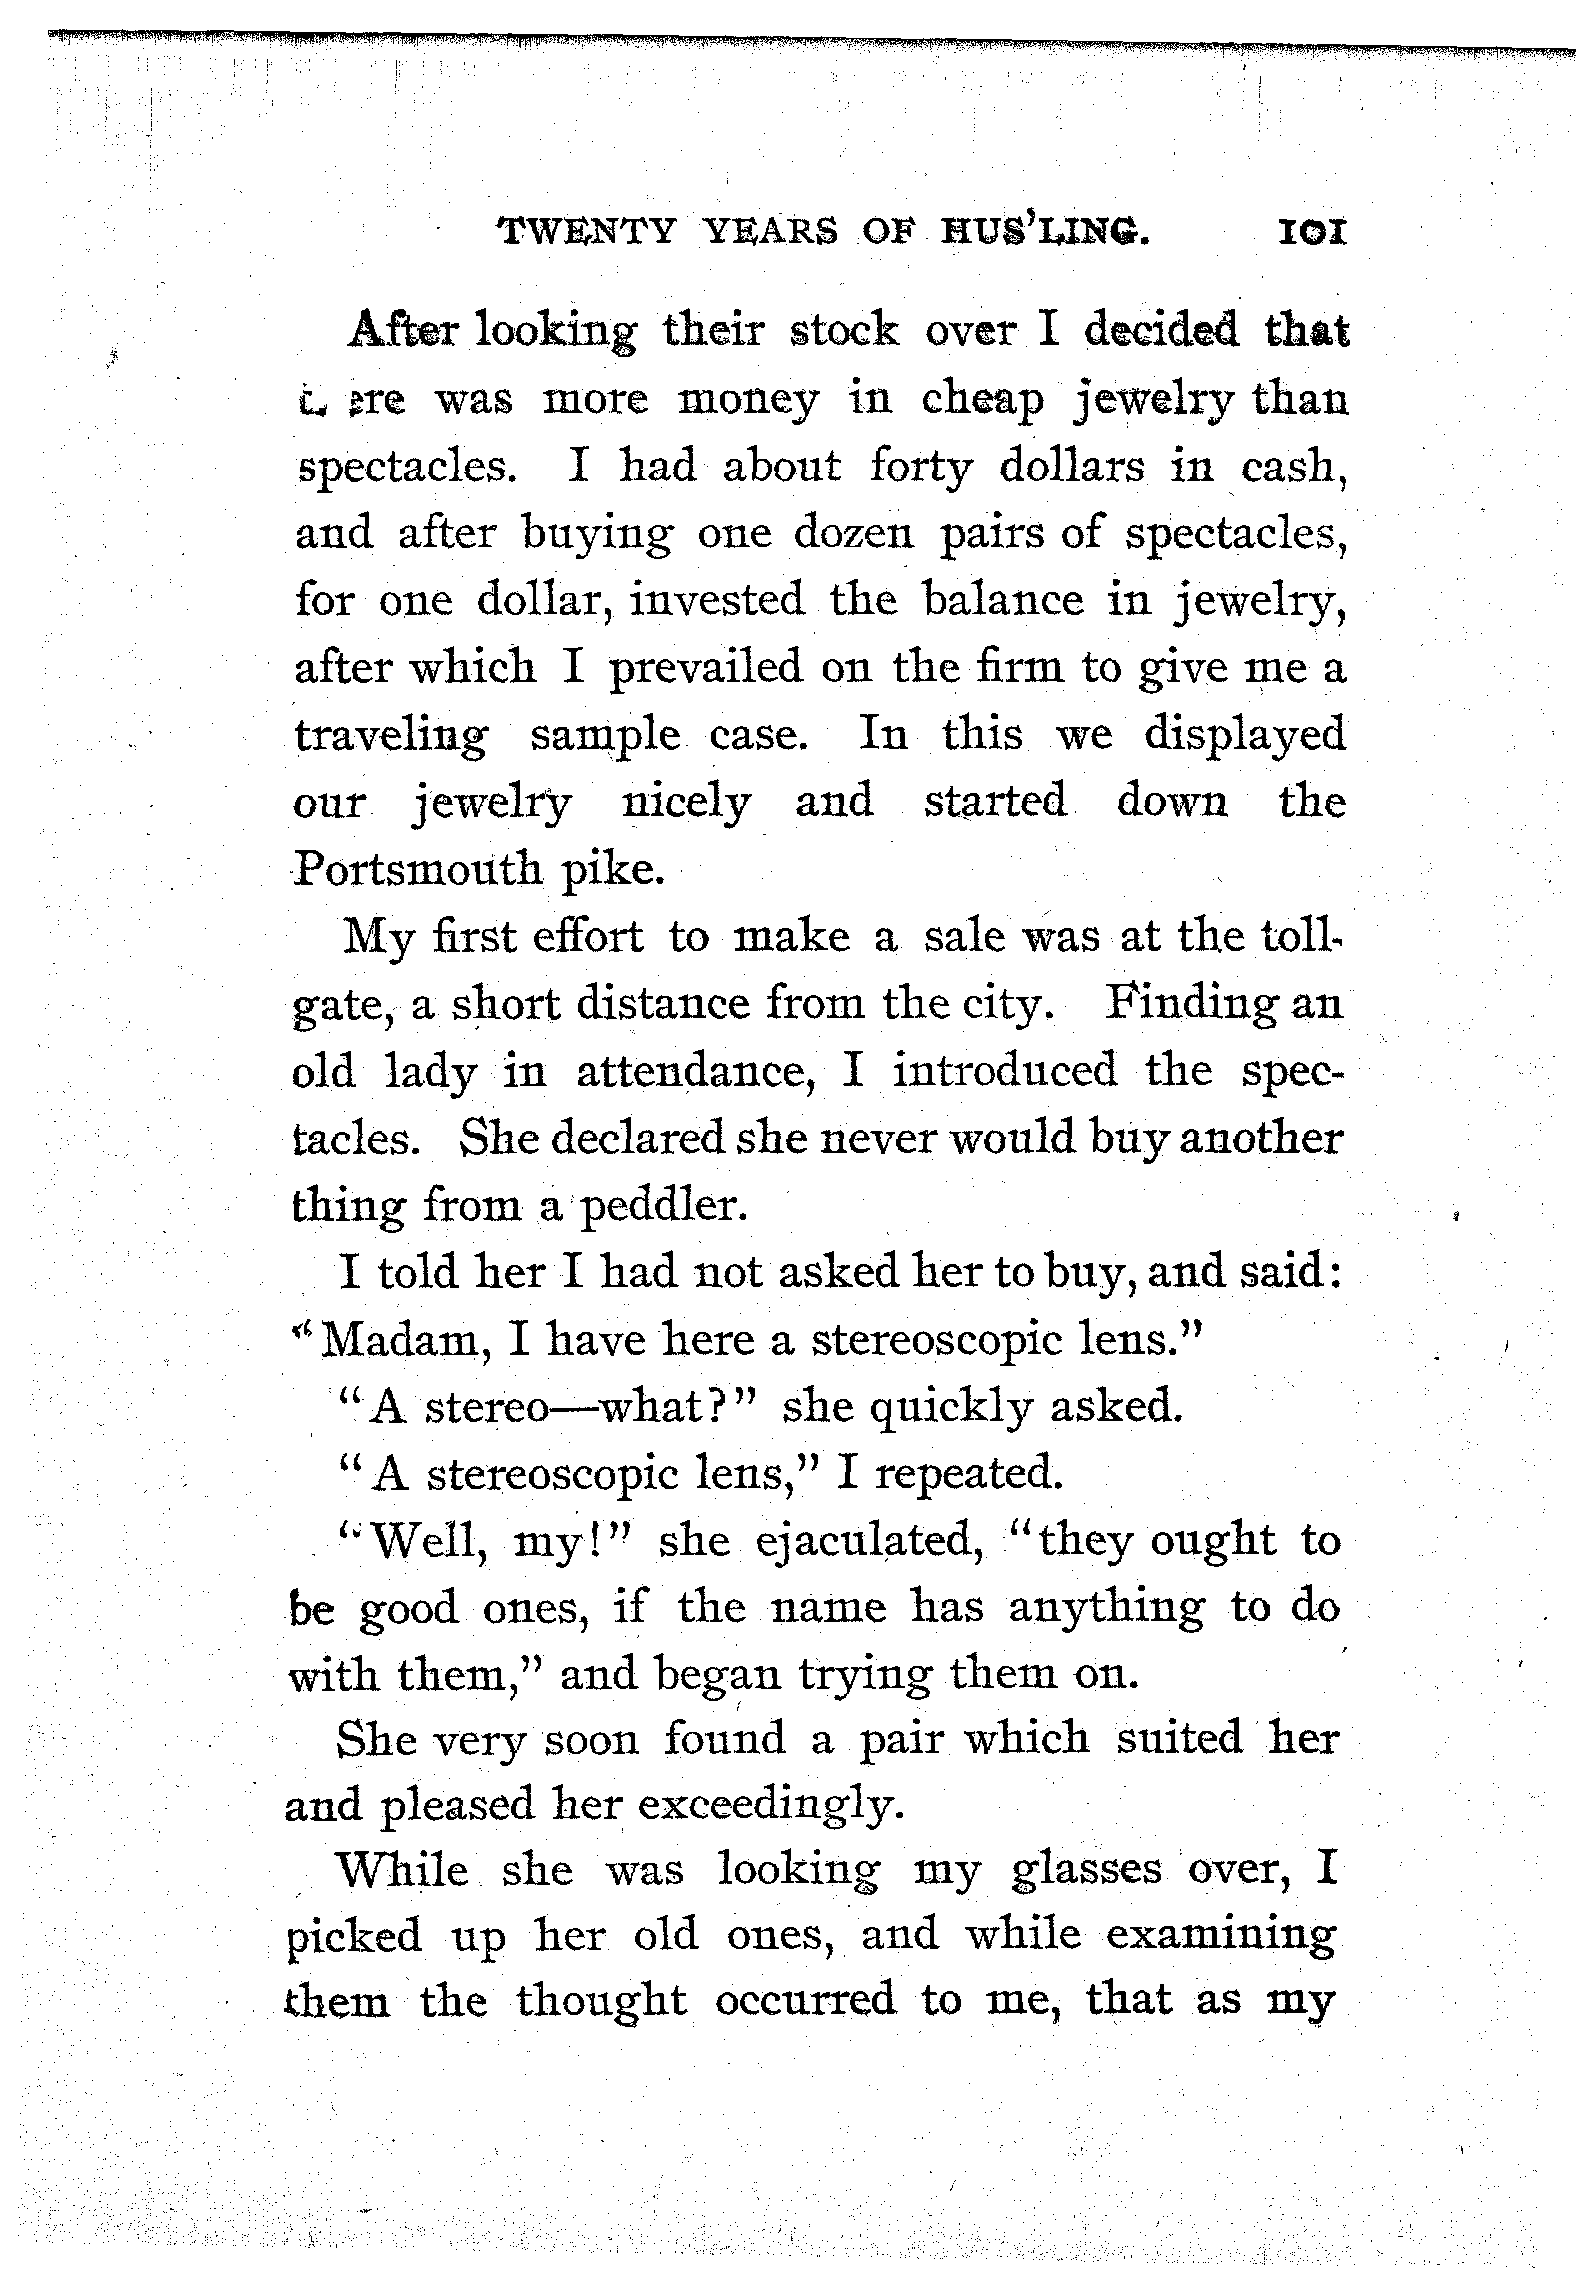 TWENTY YEARS OF HUS'LING. 101
After looking their stock over I decided that
there was more money in cheap jewelry than
spectacles. I had about forty dollars in cash,
and after buying one dozen pairs of spectacles,
for one dollar, invested the balance in jewelry,
after which I prevailed on the firm to give me a
traveling sample case. In this we displayed
our jewelry nicely and started down the
Portsmouth pike.
My first effort to make a sale was at the toll-
gate, a short distance from the city. Finding an
old lady in attendance, I introduced the spec-
tacles. She declared she never would buy another
thing from a peddler.
I told her I had not asked her to buy, and said:
"Madam, I have here a stereoscopic lens."
"A stereo—what?" she quickly asked.
"A stereoscopic lens," I repeated.
"Well, my!" she ejaculated, "they ought to
be good ones, if the name has anything to do
with them," and began trying them on.
She very soon found a pair which suited her
and pleased her exceedingly.
While she was looking my glasses over, I
picked up her old ones, and while examining
them the thought occurred to me, that as my